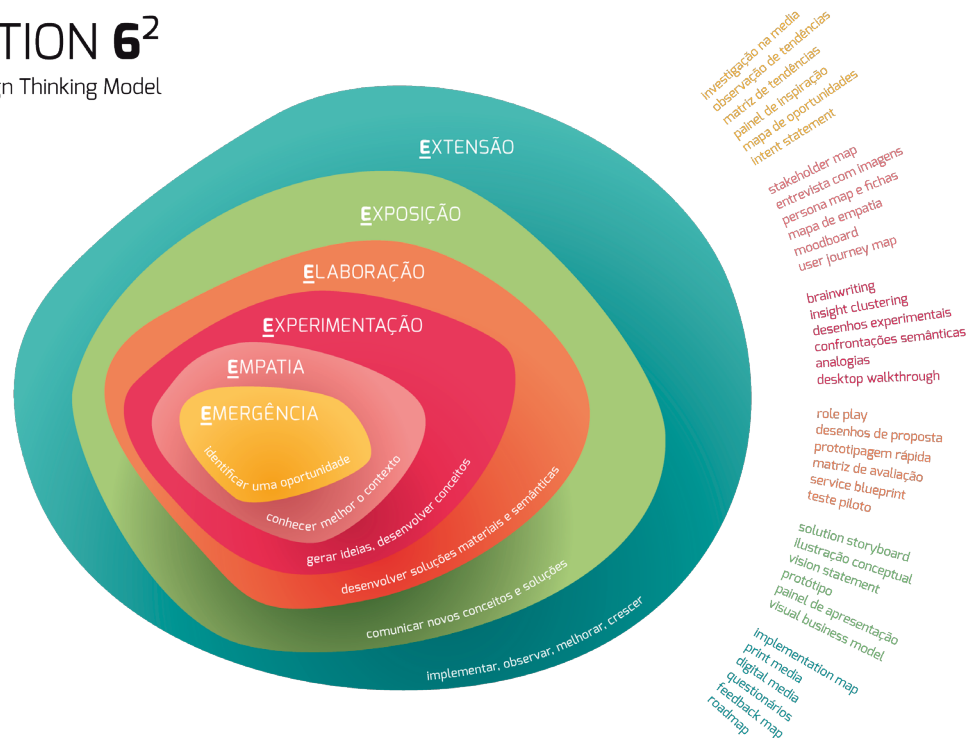 TION 6²
gn Thinking Model
EXTENSÃO
EXPOSIÇÃO
ELABORAÇÃO
EXPERIMENTAÇÃO
EMPATIA
EMERGÊNCIA
identificar uma oportunidade
conhecer melhor o contexto
gerar ideias, desenvolver conceitos
desenvolver soluções materiais e semânticas
comunicar novos conceitos e soluções
implementar, observar, melhorar, crescer
investigação na media
observação de tendências
matriz de tendências
painel de inspiração
mapa de oportunidades
intent statement
stakeholder map
entrevista com imagens
persona map e fichas
mapa de empatia
moodboard
user journey map
brainwriting
insight clustering
desenhos experimentais
confrontações semânticas
analogias
desktop walkthrough
role play
desenhos de proposta
prototipagem rápida
matriz de avaliação
service blueprint
teste piloto
solution storyboard
ilustração conceptual
vision statement
protótipo
painel de apresentação
visual business model
implementation map
print media
digital media
questionários
feedback map
roadmap